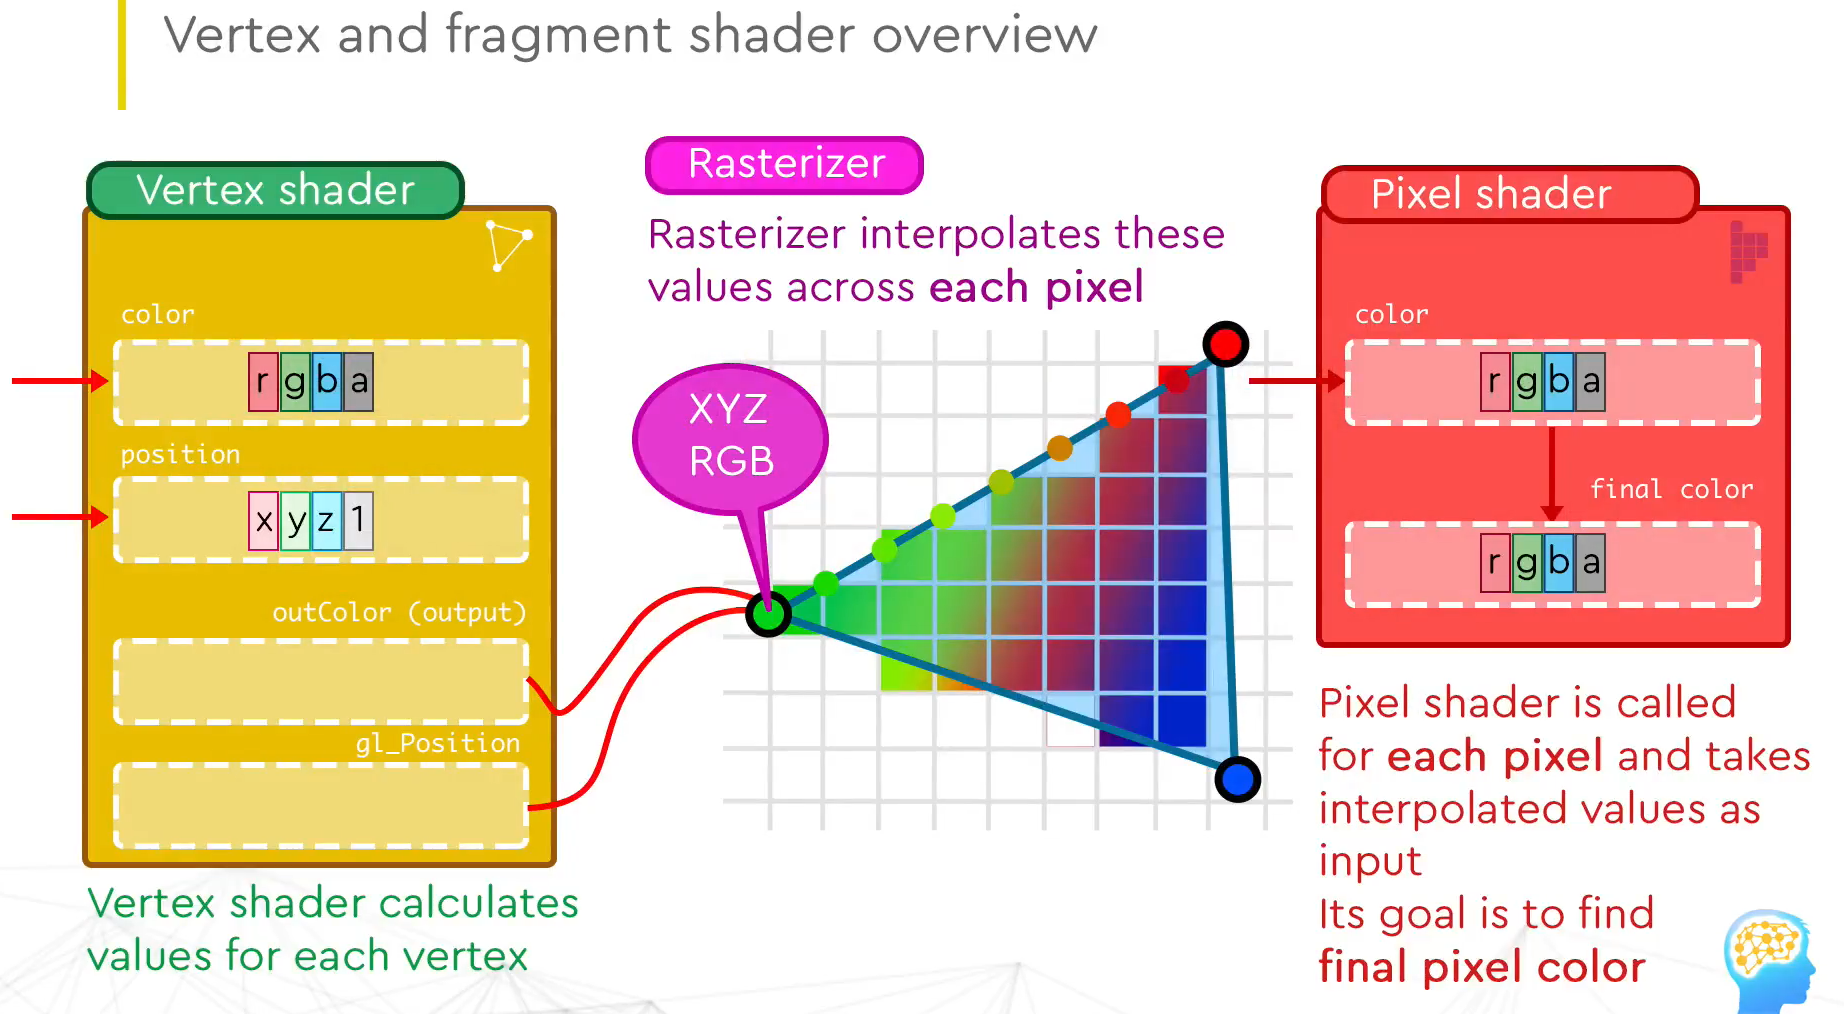 Vertex and fragment shader overview
Vertex shader
color
r g b a
position
x y z 1
outColor (output)
gl_Position
Vertex shader calculates
values for each vertex
Rasterizer
Rasterizer interpolates these
values across each pixel
XYZ
RGB
Pixel shader
color
r g b a
final color
r g b a
Pixel shader is called
for each pixel and takes
interpolated values as
input
Its goal is to find
final pixel color